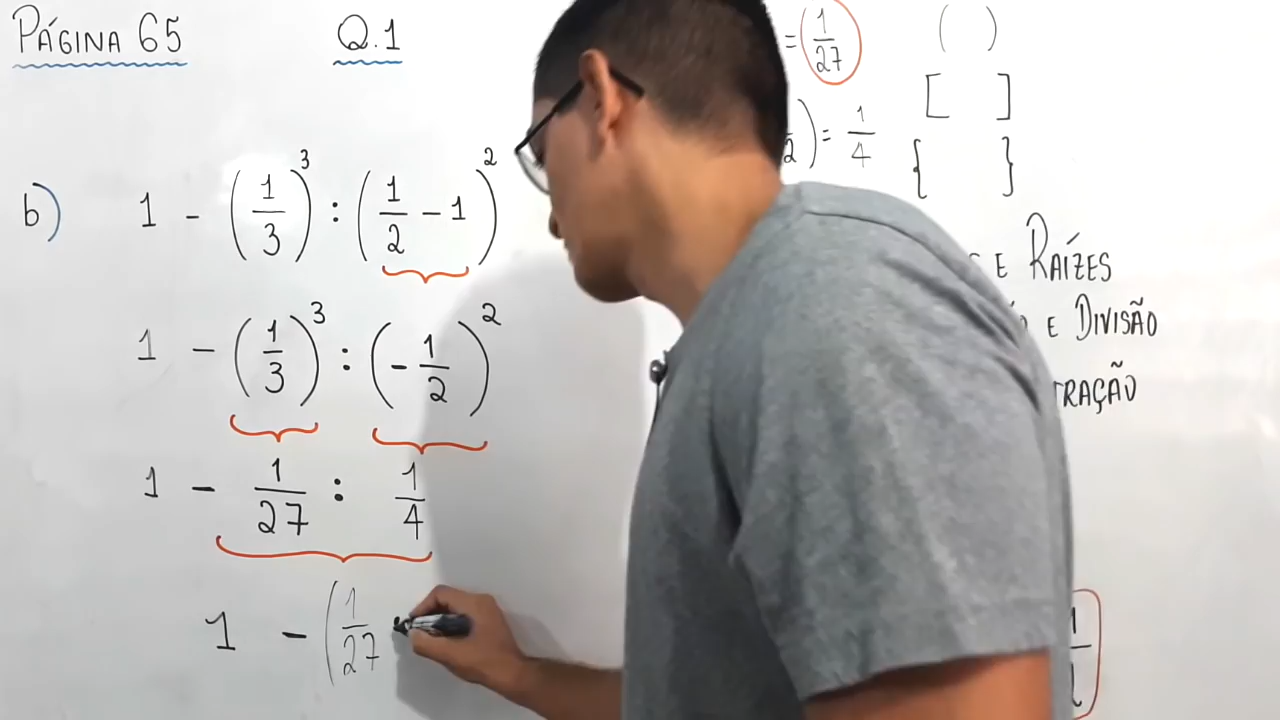 PÁGINA 65 Q.1
= (1/27) ( )
[ ]
2) = 1/4 { }
b) 1 - (1/3)³ : (1/2 - 1)²
E RAÍZES
1 - (1/3)³ : (-1/2)²
E DIVISÃO
TRAÇÃO
1 - 1/27 : 1/4
1 - (1/27 ·